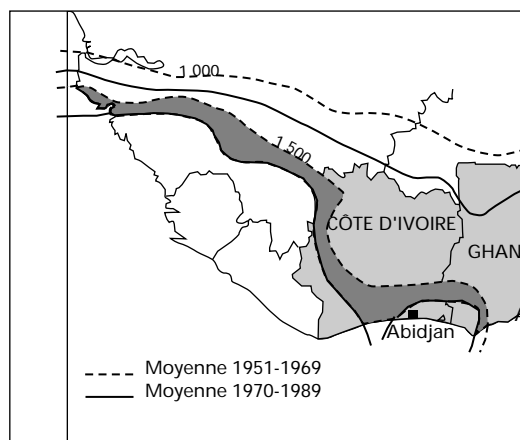 1 000
1 500
CÔTE D'IVOIRE
GHAN
Abidjan
Moyenne 1951-1969
Moyenne 1970-1989